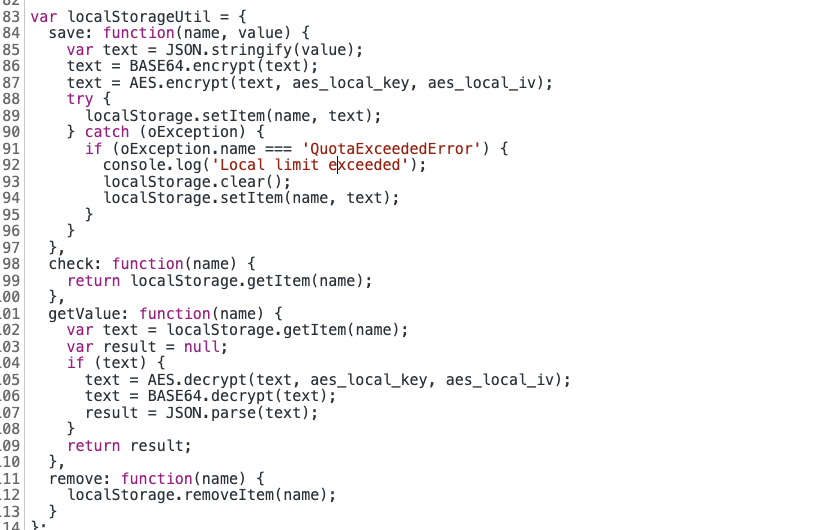 82
83 var localStorageUtil = {
84   save: function(name, value) {
85     var text = JSON.stringify(value);
86     text = BASE64.encrypt(text);
87     text = AES.encrypt(text, aes_local_key, aes_local_iv);
88     try {
89       localStorage.setItem(name, text);
90     } catch (oException) {
91       if (oException.name === 'QuotaExceededError') {
92         console.log('Local limit exceeded');
93         localStorage.clear();
94         localStorage.setItem(name, text);
95       }
96     }
97   },
98   check: function(name) {
99     return localStorage.getItem(name);
100   },
101   getValue: function(name) {
102     var text = localStorage.getItem(name);
103     var result = null;
104     if (text) {
105       text = AES.decrypt(text, aes_local_key, aes_local_iv);
106       text = BASE64.decrypt(text);
107       result = JSON.parse(text);
108     }
109     return result;
110   },
111   remove: function(name) {
112     localStorage.removeItem(name);
113   }
114 };